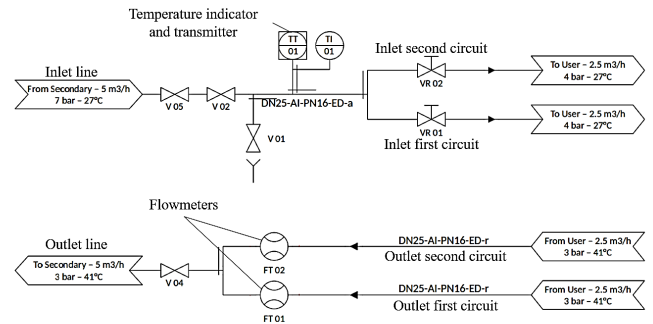 Temperature indicator
and transmitter
TT
01
TI
01
Inlet line
From Secondary – 5 m3/h
7 bar – 27°C
V 05
V 02
DN25-AI-PN16-ED-a
V 01
Inlet second circuit
VR 02
To User – 2.5 m3/h
4 bar – 27°C
VR 01
Inlet first circuit
To User – 2.5 m3/h
4 bar – 27°C
Flowmeters
Outlet line
To Secondary – 5 m3/h
3 bar – 41°C
V 04
FT 02
DN25-AI-PN16-ED-r
Outlet second circuit
From User – 2.5 m3/h
3 bar – 41°C
FT 01
DN25-AI-PN16-ED-r
Outlet first circuit
From User – 2.5 m3/h
3 bar – 41°C